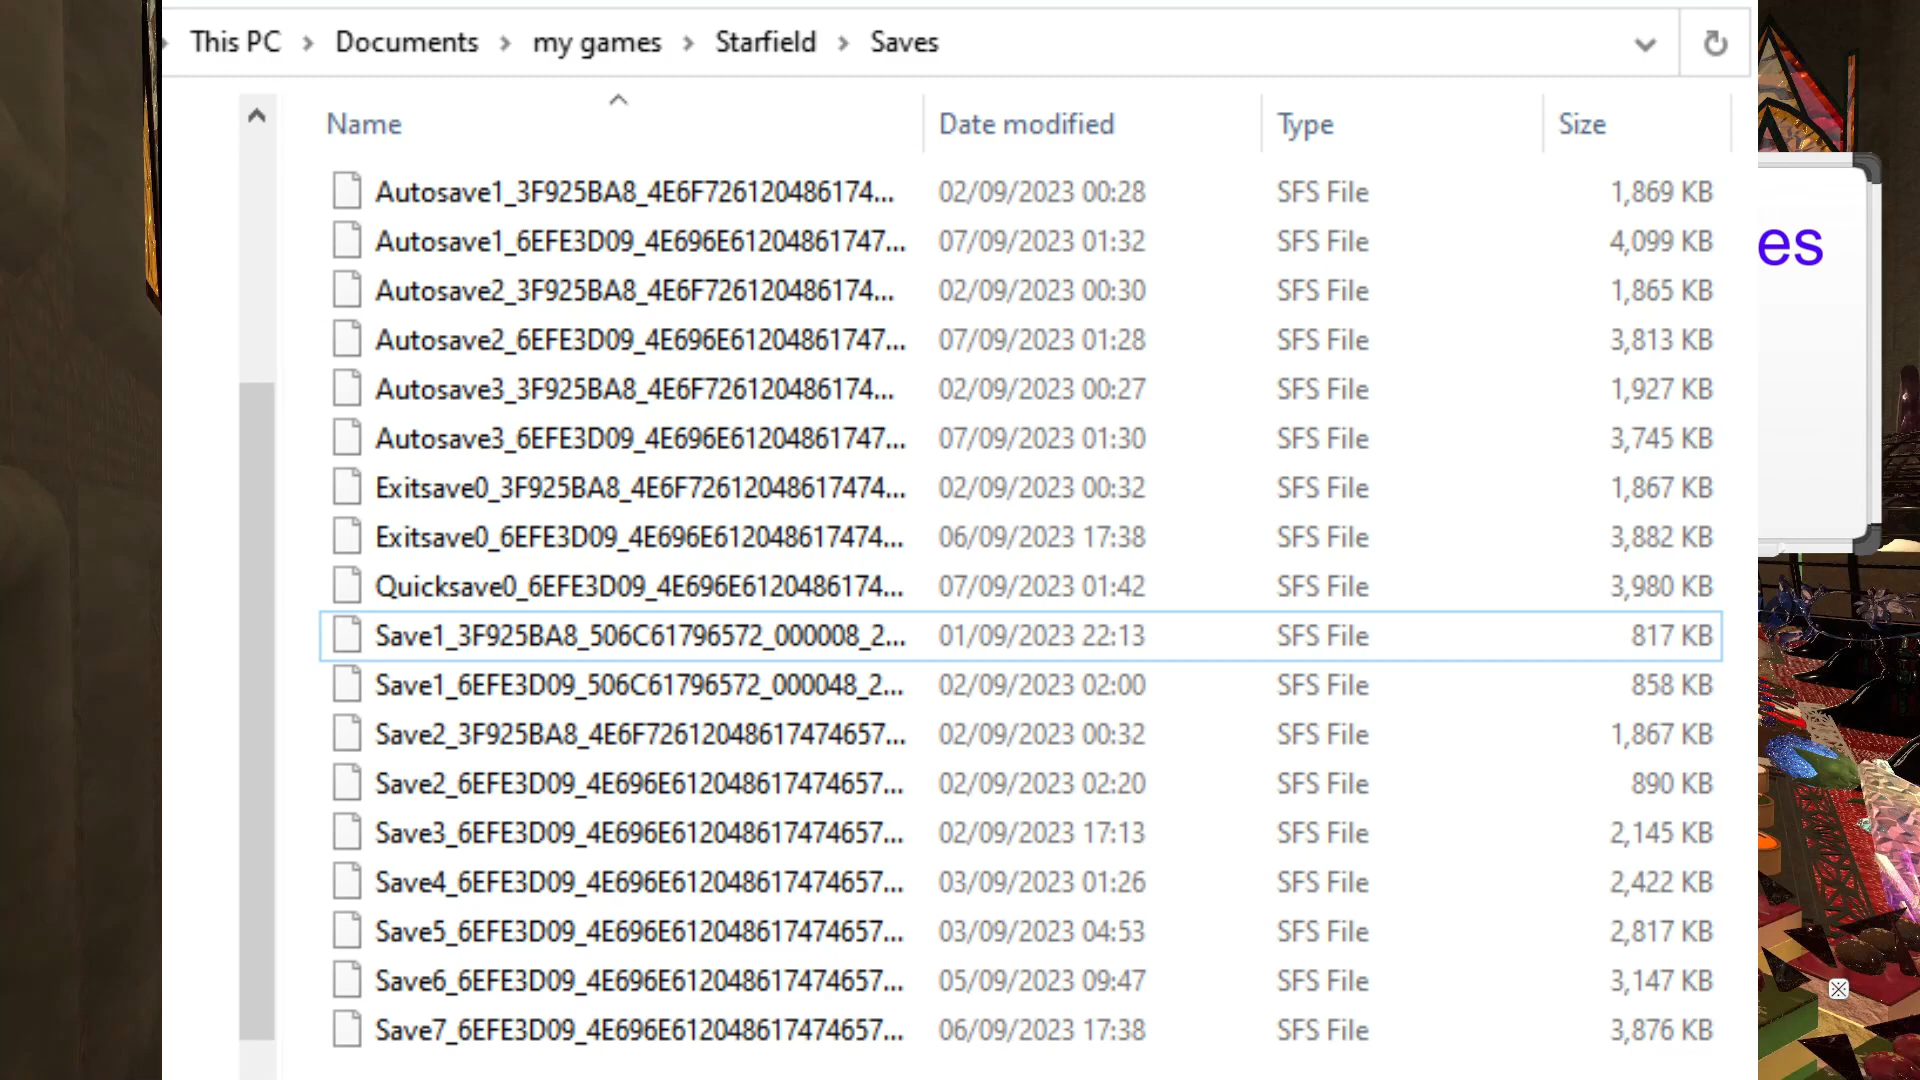 This PC > Documents > my games > Starfield > Saves
Name Date modified Type Size
Autosave1_3F925BA8_4E6F726120486174... 02/09/2023 00:28 SFS File 1,869 KB
Autosave1_6EFE3D09_4E696E61204861747... 07/09/2023 01:32 SFS File 4,099 KB
es
Autosave2_3F925BA8_4E6F726120486174... 02/09/2023 00:30 SFS File 1,865 KB
Autosave2_6EFE3D09_4E696E61204861747... 07/09/2023 01:28 SFS File 3,813 KB
Autosave3_3F925BA8_4E6F726120486174... 02/09/2023 00:27 SFS File 1,927 KB
Autosave3_6EFE3D09_4E696E61204861747... 07/09/2023 01:30 SFS File 3,745 KB
Exitsave0_3F925BA8_4E6F72612048617474... 02/09/2023 00:32 SFS File 1,867 KB
Exitsave0_6EFE3D09_4E696E612048617474... 06/09/2023 17:38 SFS File 3,882 KB
Quicksave0_6EFE3D09_4E696E6120486174... 07/09/2023 01:42 SFS File 3,980 KB
Save1_3F925BA8_506C61796572_000008_2... 01/09/2023 22:13 SFS File 817 KB
Save1_6EFE3D09_506C61796572_000048_2... 02/09/2023 02:00 SFS File 858 KB
Save2_3F925BA8_4E6F72612048617474657... 02/09/2023 00:32 SFS File 1,867 KB
Save2_6EFE3D09_4E696E612048617474657... 02/09/2023 02:20 SFS File 890 KB
Save3_6EFE3D09_4E696E612048617474657... 02/09/2023 17:13 SFS File 2,145 KB
Save4_6EFE3D09_4E696E612048617474657... 03/09/2023 01:26 SFS File 2,422 KB
Save5_6EFE3D09_4E696E612048617474657... 03/09/2023 04:53 SFS File 2,817 KB
Save6_6EFE3D09_4E696E612048617474657... 05/09/2023 09:47 SFS File 3,147 KB
Save7_6EFE3D09_4E696E612048617474657... 06/09/2023 17:38 SFS File 3,876 KB